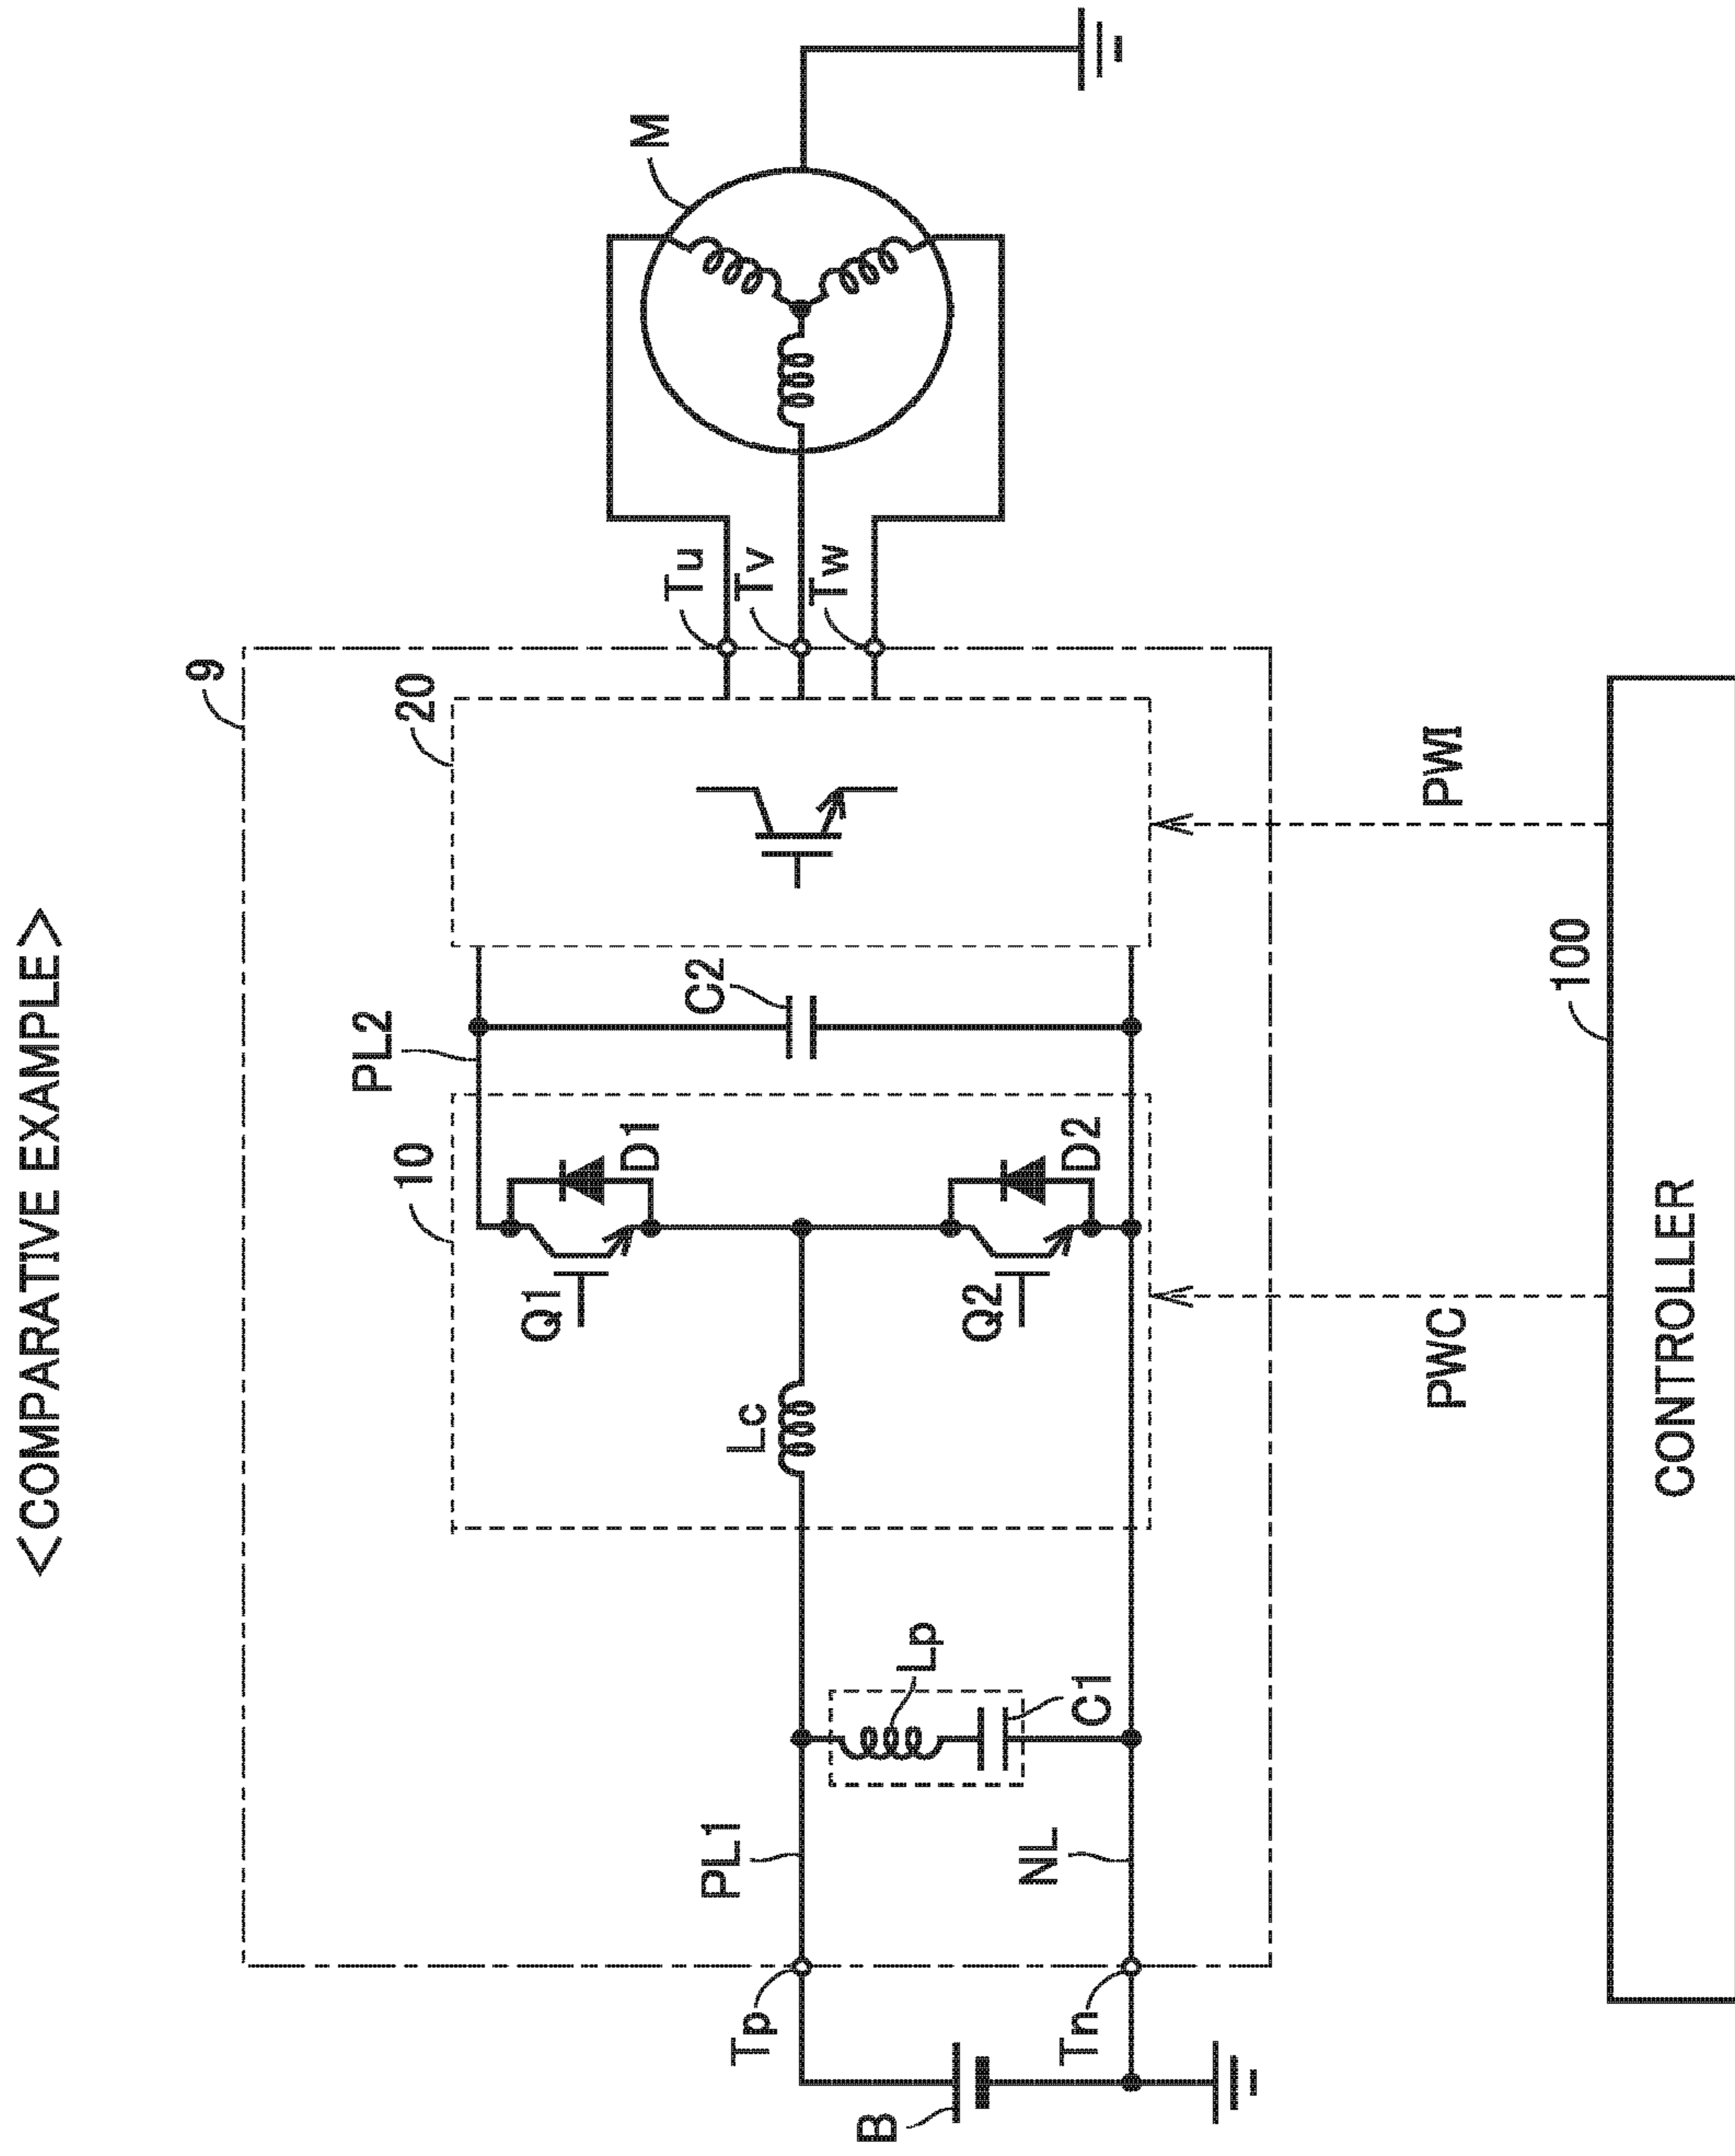 <COMPARATIVE EXAMPLE>
9
10
PL2
20
M
Q1
D1
C2
Tu
Tv
Tw
Tp
PL1
Lc
Lp
B
Tn
NL
C1
Q2
D2
PWC
PWI
100
CONTROLLER